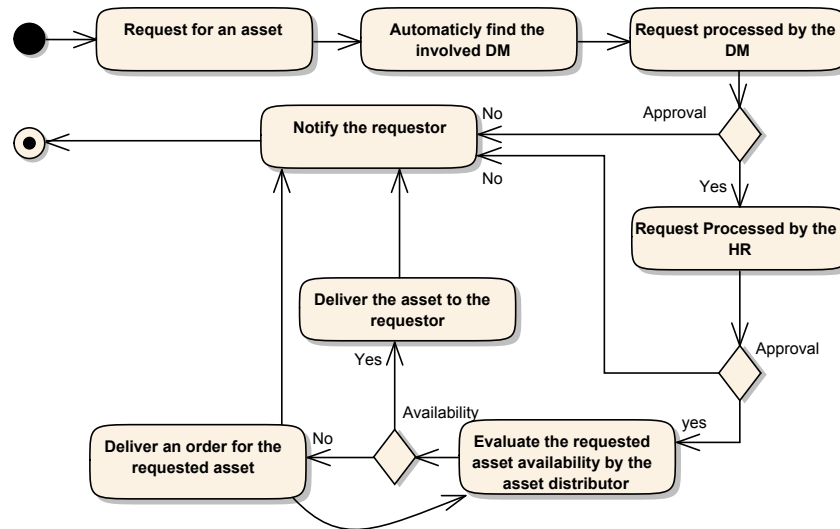 Request for an asset
Automaticly find the
involved DM
Request processed by the
DM
Notify the requestor
No
Approval
No
Yes
Request Processed by the
HR
Deliver the asset to the
requestor
Yes
Approval
Availability
yes
Deliver an order for the
requested asset
No
Evaluate the requested
asset availability by the
asset distributor